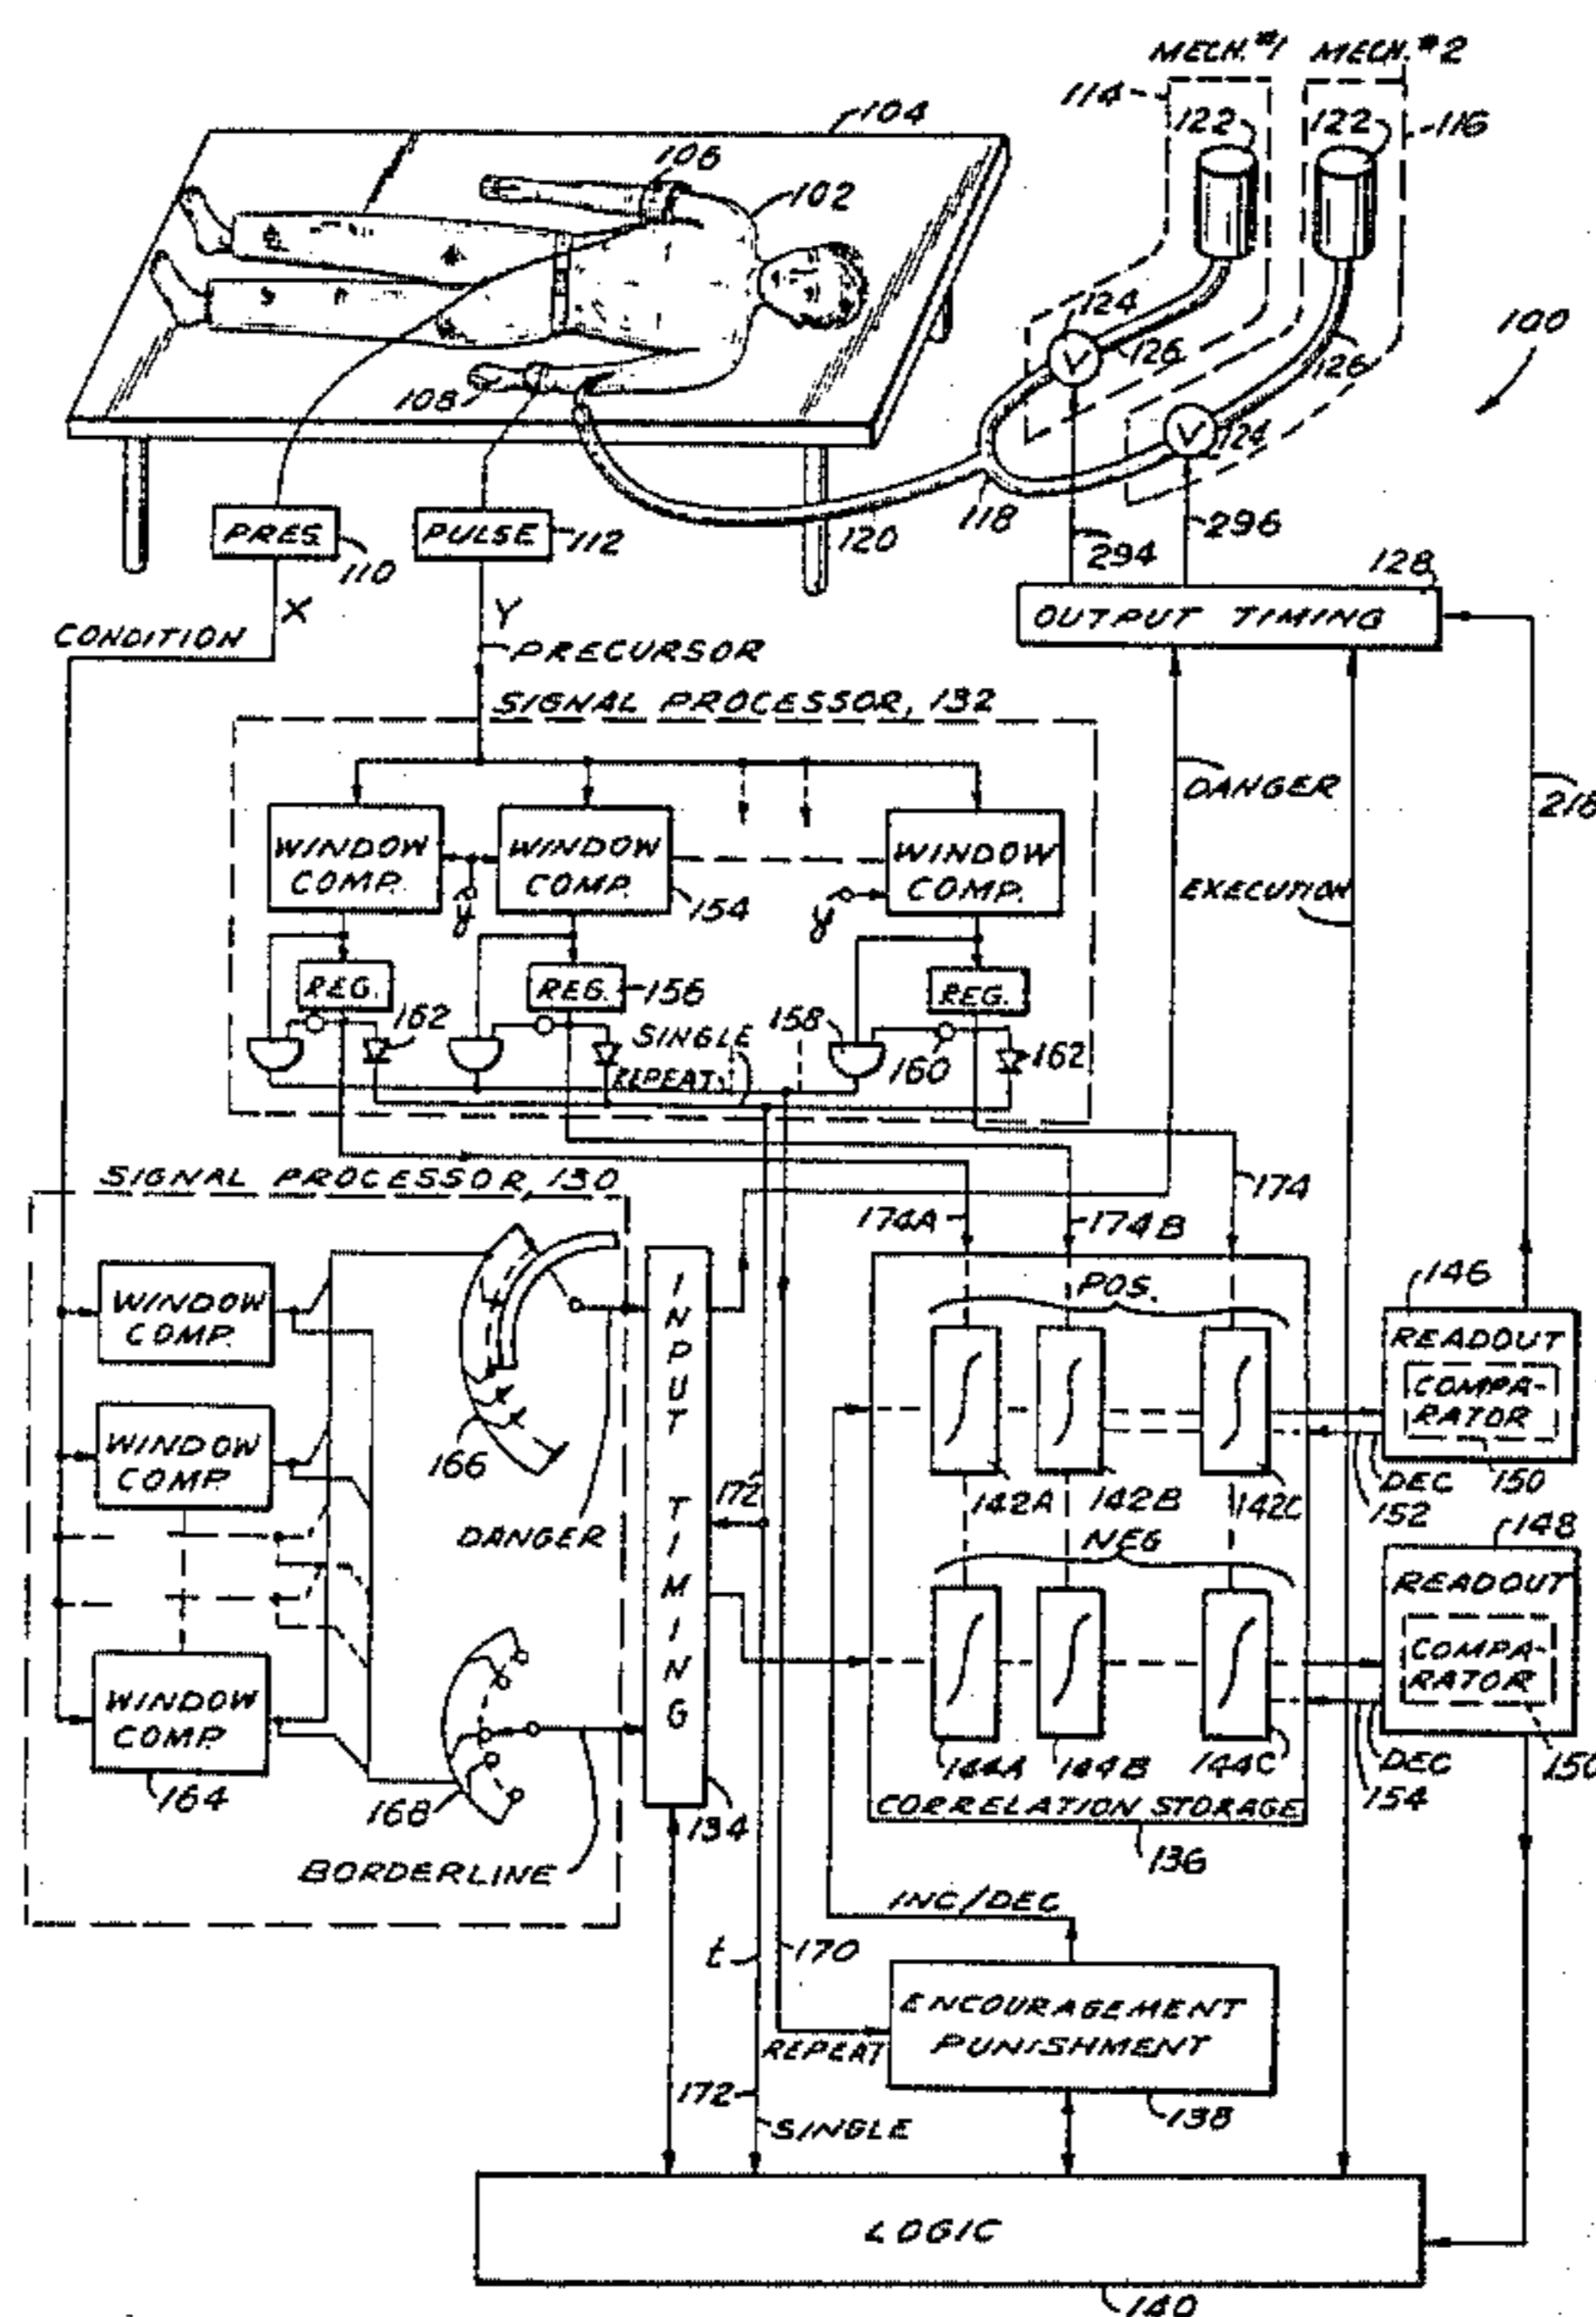 MECH. #1 MECH. #2
114
104
122
122
116
106
102
100
124
126
126
108
124
118
296
PRES.
PULSE
112
120
110
294
128
X
Y
OUTPUT TIMING
CONDITION
PRECURSOR
SIGNAL PROCESSOR, 132
DANGER
218
WINDOW
COMP.
WINDOW
COMP.
WINDOW
COMP.
y
154
y
EXECUTION
REG.
REG.
156
REG.
162
SINGLE
158
REPEAT
160
162
SIGNAL PROCESSOR, 130
174
174A
174B
146
POS.
WINDOW
COMP.
INPUT TIMING
READOUT
COMPA-
RATOR
WINDOW
COMP.
166
172
142A
142B
142C
DEC
150
152
DANGER
NEG
148
READOUT
COMPA-
RATOR
WINDOW
COMP.
164
168
144A
144B
144C
DEC
150
154
134
CORRELATION STORAGE
136
BORDERLINE
INC/DEC
t
170
ENCOURAGEMENT
PUNISHMENT
REPEAT
172
138
SINGLE
LOGIC
140